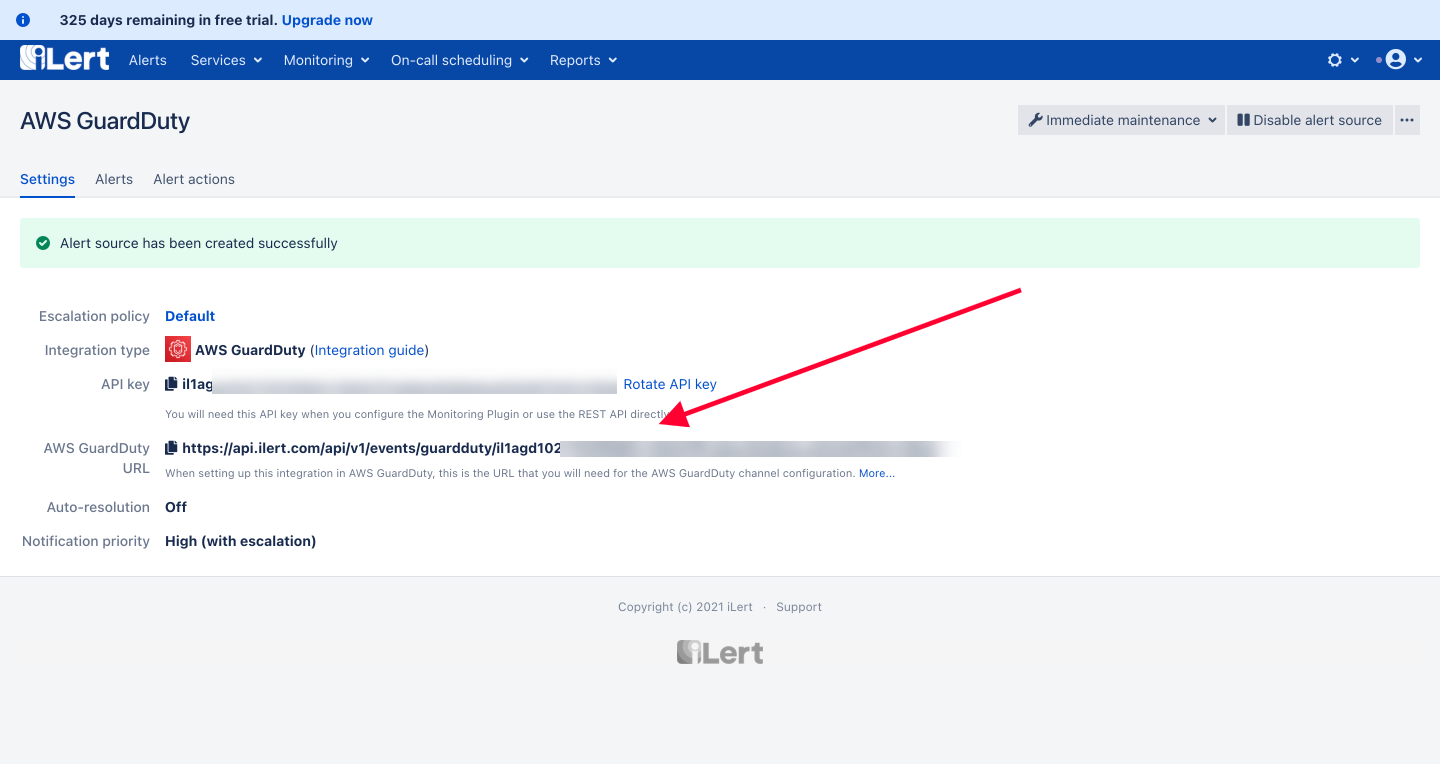 325 days remaining in free trial. Upgrade now
iLert Alerts Services Monitoring On-call scheduling Reports
AWS GuardDuty
Immediate maintenance Disable alert source
Settings Alerts Alert actions
Alert source has been created successfully
Escalation policy Default
Integration type AWS GuardDuty (Integration guide)
API key il1ag Rotate API key
You will need this API key when you configure the Monitoring Plugin or use the REST API directly
AWS GuardDuty URL https://api.ilert.com/api/v1/events/guardduty/il1agd102
When setting up this integration in AWS GuardDuty, this is the URL that you will need for the AWS GuardDuty channel configuration. More...
Auto-resolution Off
Notification priority High (with escalation)
Copyright (c) 2021 iLert · Support
iLert